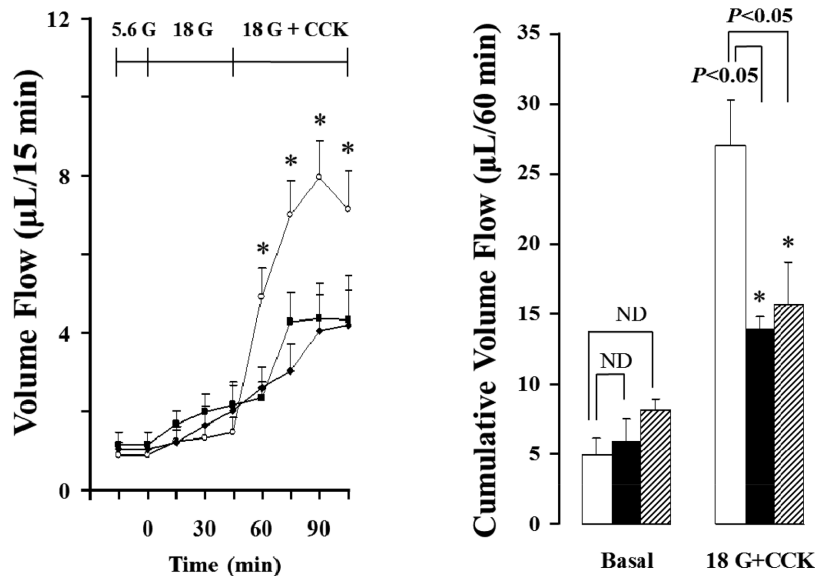 Volume Flow (µL/15 min)
12
8
4
0
5.6 G
18 G
18 G + CCK
*
*
*
*
0
30
60
90
Time (min)
Cumulative Volume Flow (µL/60 min)
35
30
25
20
15
10
5
0
P<0.05
P<0.05
*
*
ND
ND
Basal
18 G+CCK